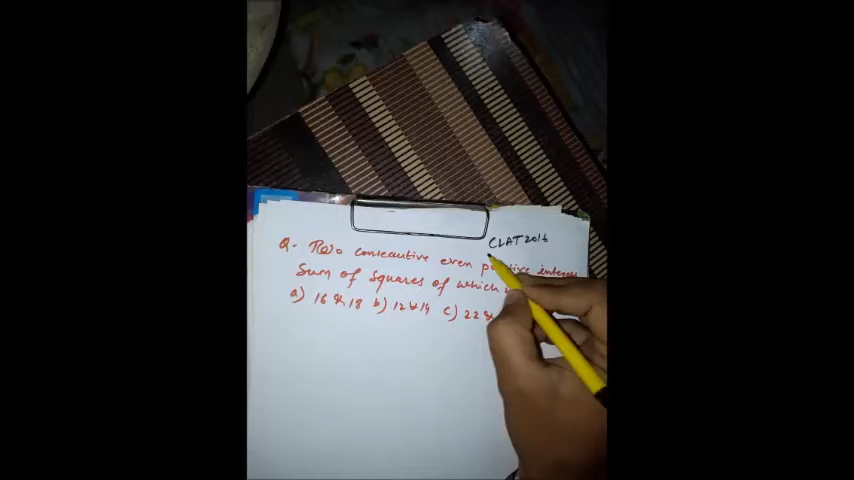 CLAT 2016
Q- Two consecutive even positive integers
Sum of squares of which
a) 16 & 18 b) 12 & 14 c) 22 &